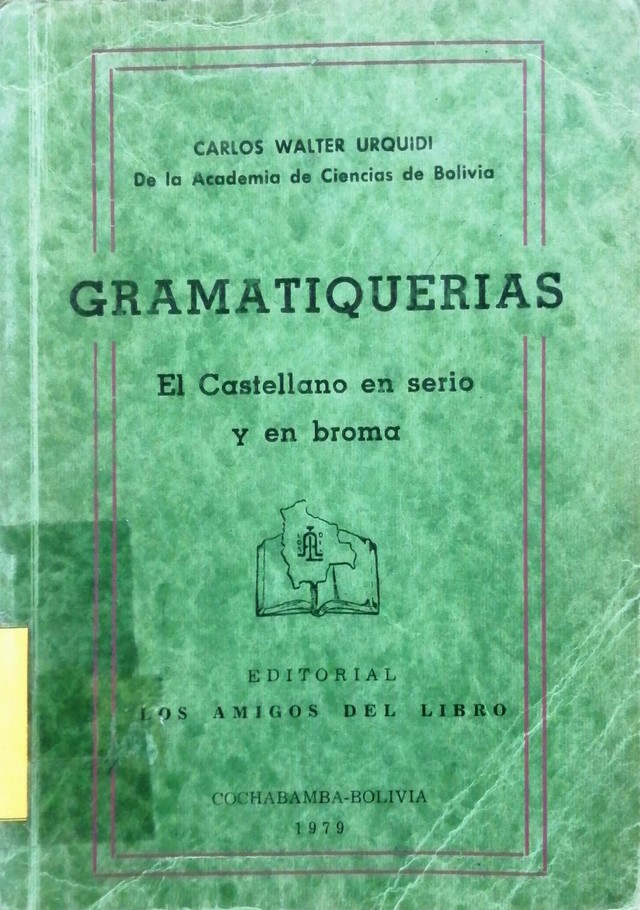 CARLOS WALTER URQUIDI
De la Academia de Ciencias de Bolivia
GRAMATIQUERIAS
El Castellano en serio
y en broma
EDITORIAL
LOS AMIGOS DEL LIBRO
COCHABAMBA-BOLIVIA
1979